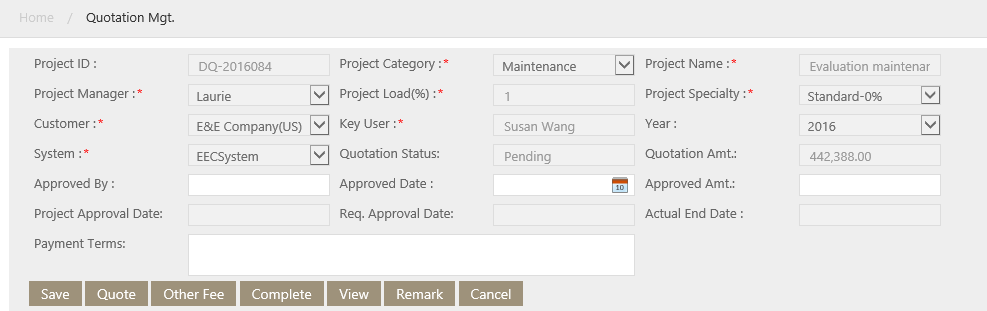 Home / Quotation Mgt.
Project ID : DQ-2016084 Project Category :* Maintenance Project Name :* Evaluation maintenar
Project Manager :* Laurie Project Load(%) :* 1 Project Specialty :* Standard-0%
Customer :* E&E Company(US) Key User :* Susan Wang Year : 2016
System :* EECSystem Quotation Status: Pending Quotation Amt.: 442,388.00
Approved By : Approved Date : 10 Approved Amt.:
Project Approval Date: Req. Approval Date: Actual End Date :
Payment Terms:
Save Quote Other Fee Complete View Remark Cancel